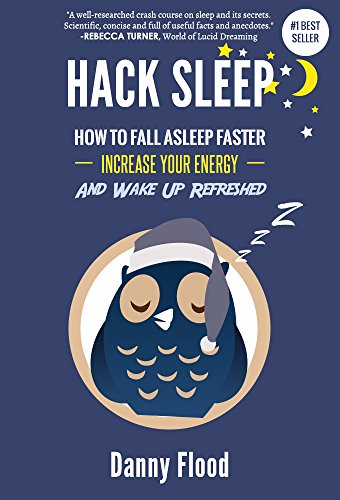 "A well-researched crash course on sleep and its secrets.
Scientific, concise and full of useful facts and anecdotes."
-REBECCA TURNER, World of Lucid Dreaming
#1 BEST
SELLER
HACK SLEEP
HOW TO FALL ASLEEP FASTER
— INCREASE YOUR ENERGY —
AND WAKE UP REFRESHED
Z
Z
Z
Z
Danny Flood